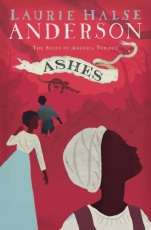 LAURIE HALSE
ANDERSON
THE SEEDS OF AMERICA TRILOGY
ASHES